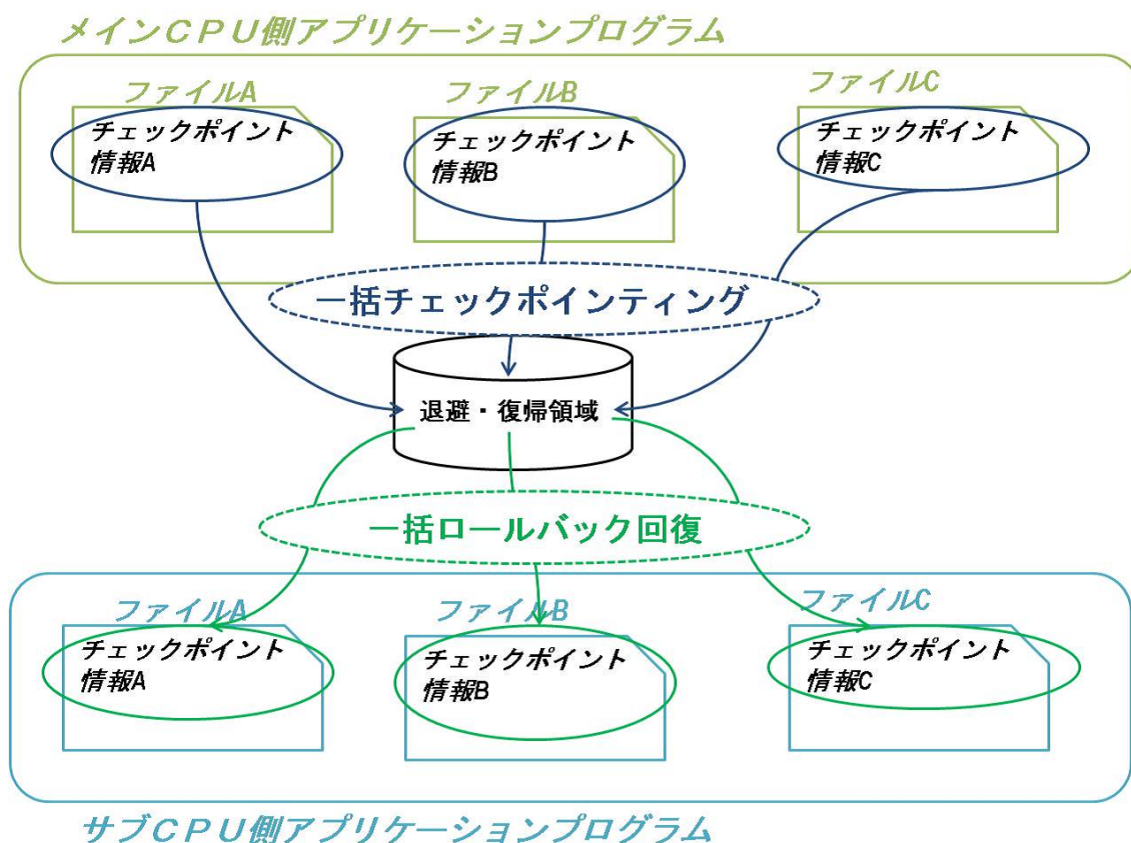 メインＣＰＵ側アプリケーションプログラム
ファイルA
ファイルB
ファイルC
チェックポイント
情報A
チェックポイント
情報B
チェックポイント
情報C
一括チェックポインティング
退避・復帰領域
一括ロールバック回復
ファイルA
ファイルB
ファイルC
チェックポイント
情報A
チェックポイント
情報B
チェックポイント
情報C
サブＣＰＵ側アプリケーションプログラム